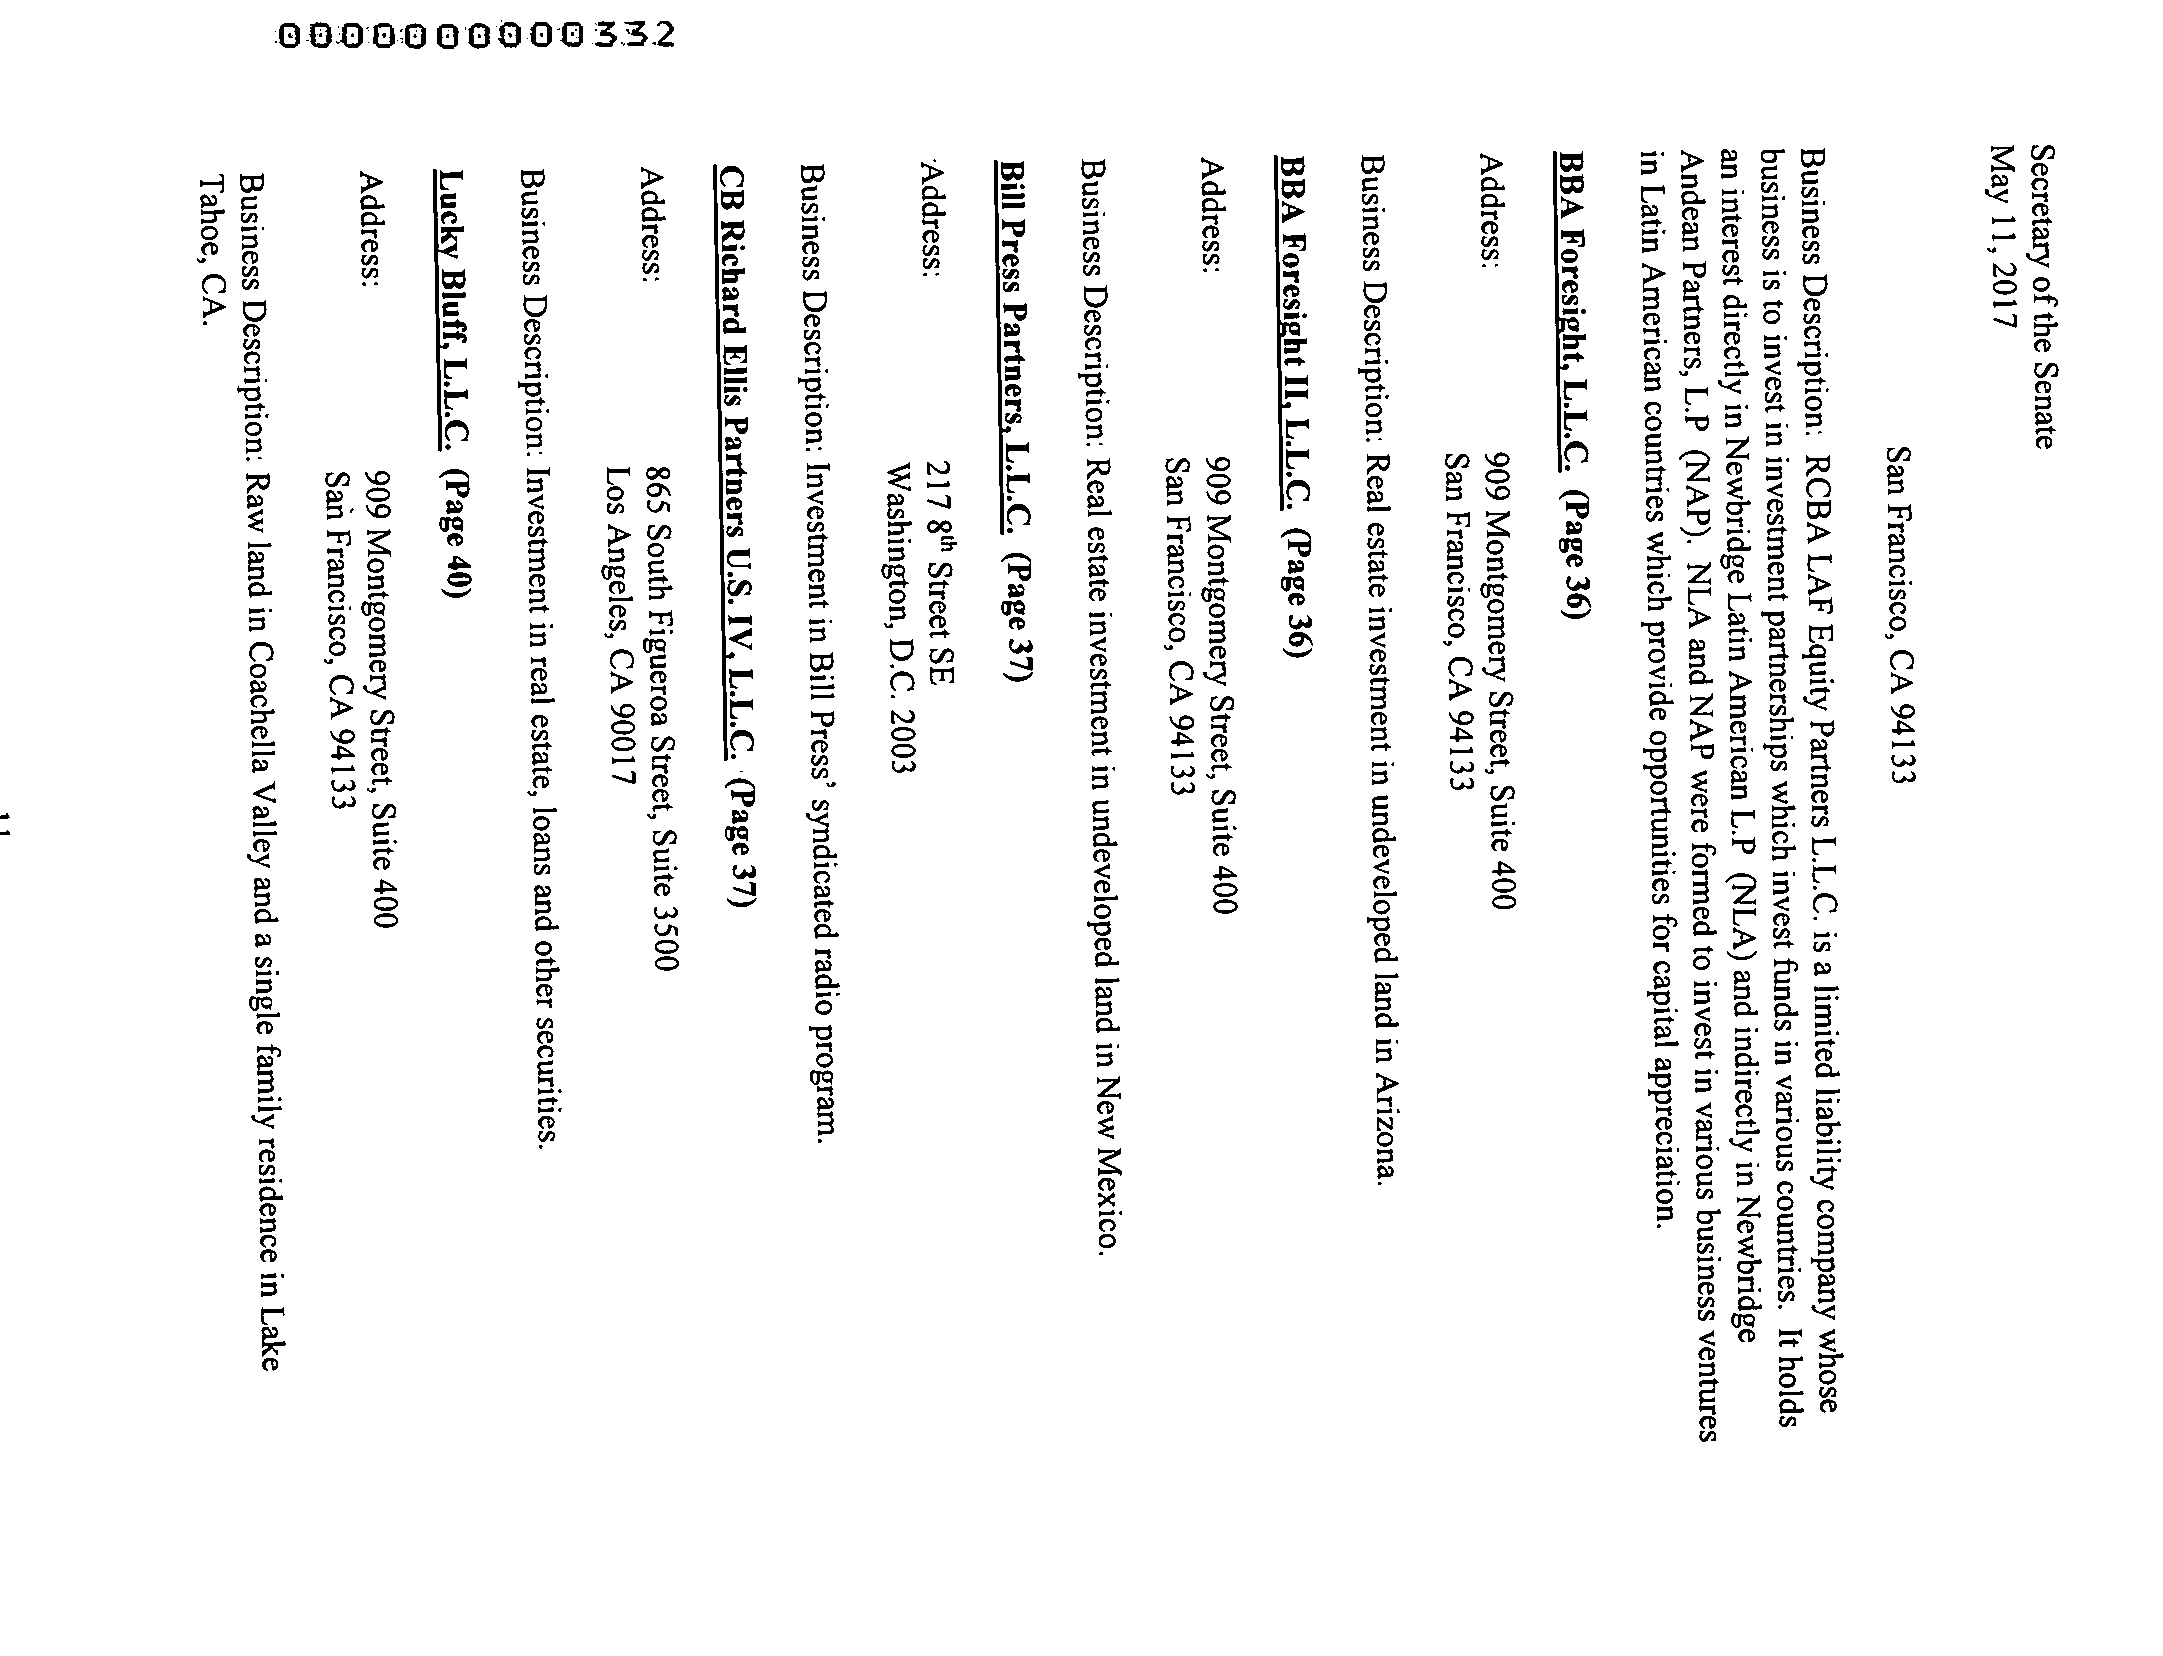 Secretary of the Senate
May 11, 2017
San Francisco, CA 94133
Business Description: RCBA LAF Equity Partners L.L.C. is a limited liability company whose
business is to invest in investment partnerships which invest funds in various countries. It holds
an interest directly in Newbridge Latin American L.P (NLA) and indirectly in Newbridge
Andean Partners, L.P (NAP). NLA and NAP were formed to invest in various business ventures
in Latin American countries which provide opportunities for capital appreciation.
BBA Foresight, L.L.C. (Page 36)
Address: 909 Montgomery Street, Suite 400
San Francisco, CA 94133
Business Description: Real estate investment in undeveloped land in Arizona.
BBA Foresight II, L.L.C. (Page 36)
Address: 909 Montgomery Street, Suite 400
San Francisco, CA 94133
Business Description: Real estate investment in undeveloped land in New Mexico.
Bill Press Partners, L.L.C. (Page 37)
Address: 217 8th Street SE
Washington, D.C. 2003
Business Description: Investment in Bill Press' syndicated radio program.
CB Richard Ellis Partners U.S. IV, L.L.C. (Page 37)
Address: 865 South Figueroa Street, Suite 3500
Los Angeles, CA 90017
Business Description: Investment in real estate, loans and other securities.
Lucky Bluff, L.L.C. (Page 40)
Address: 909 Montgomery Street, Suite 400
San Francisco, CA 94133
Business Description: Raw land in Coachella Valley and a single family residence in Lake
Tahoe, CA.
0000000000332